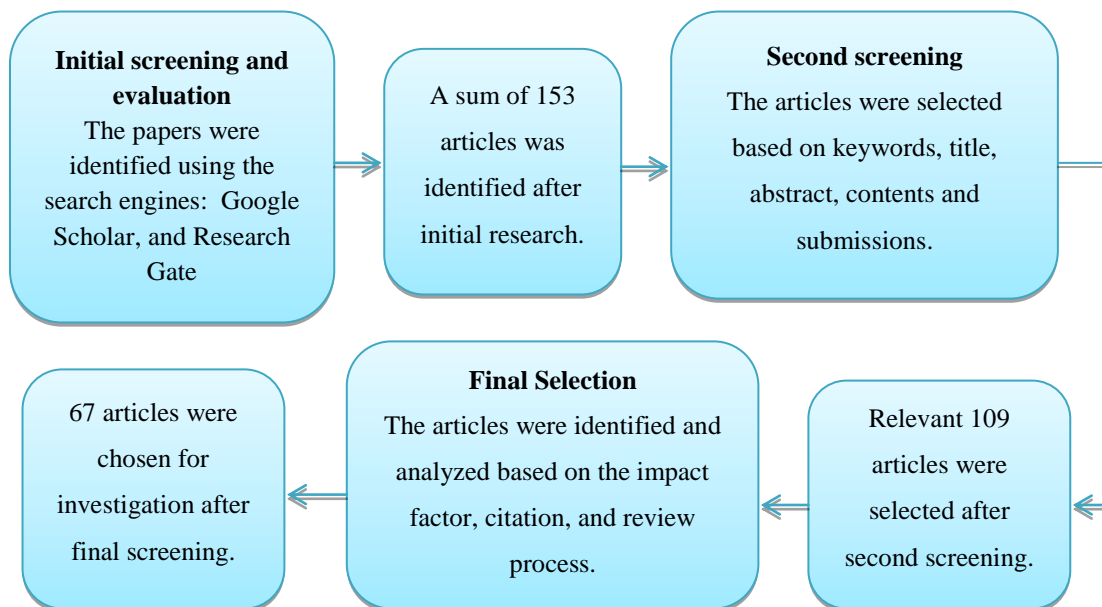 Initial screening and
evaluation
The papers were
identified using the
search engines: Google
Scholar, and Research
Gate
A sum of 153
articles was
identified after
initial research.
Second screening
The articles were selected
based on keywords, title,
abstract, contents and
submissions.
Relevant 109
articles were
selected after
second screening.
Final Selection
The articles were identified and
analyzed based on the impact
factor, citation, and review
process.
67 articles were
chosen for
investigation after
final screening.